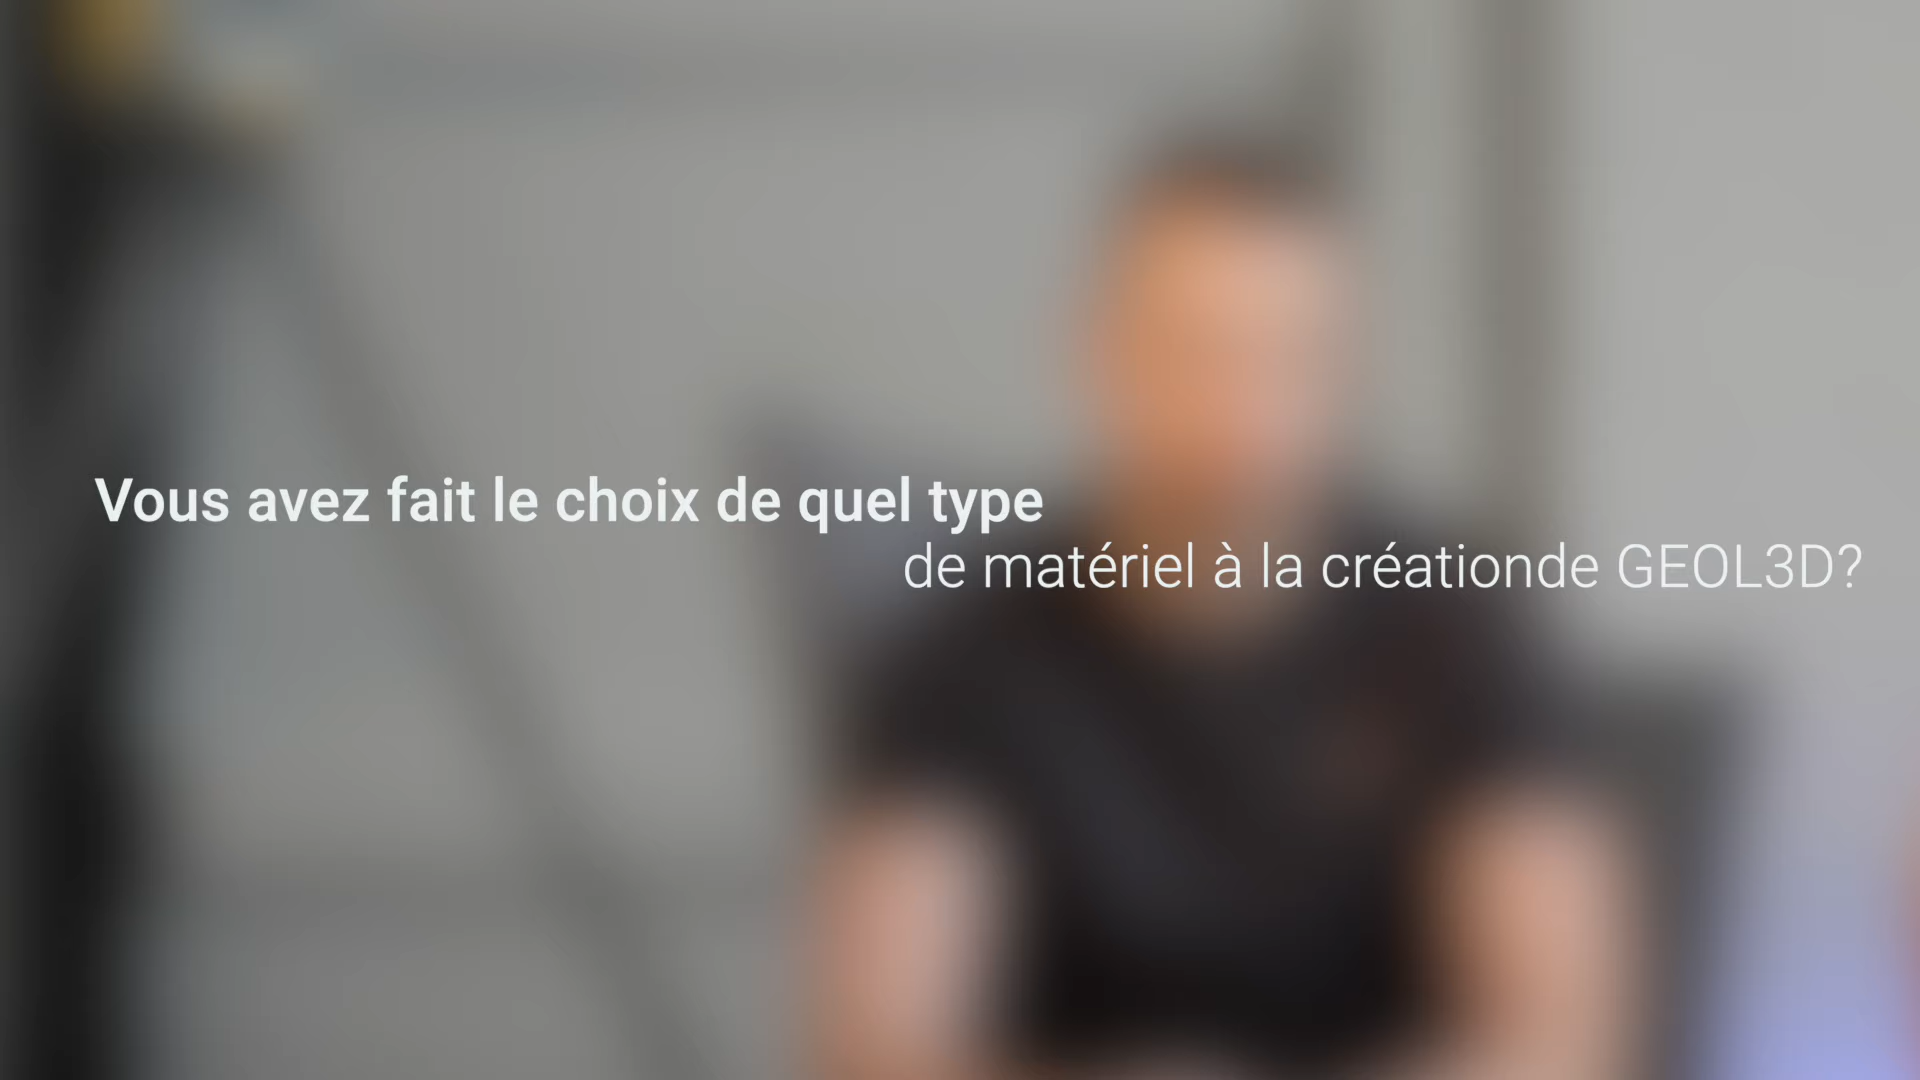 Vous avez fait le choix de quel type
de matériel à la créationde GEOL3D?